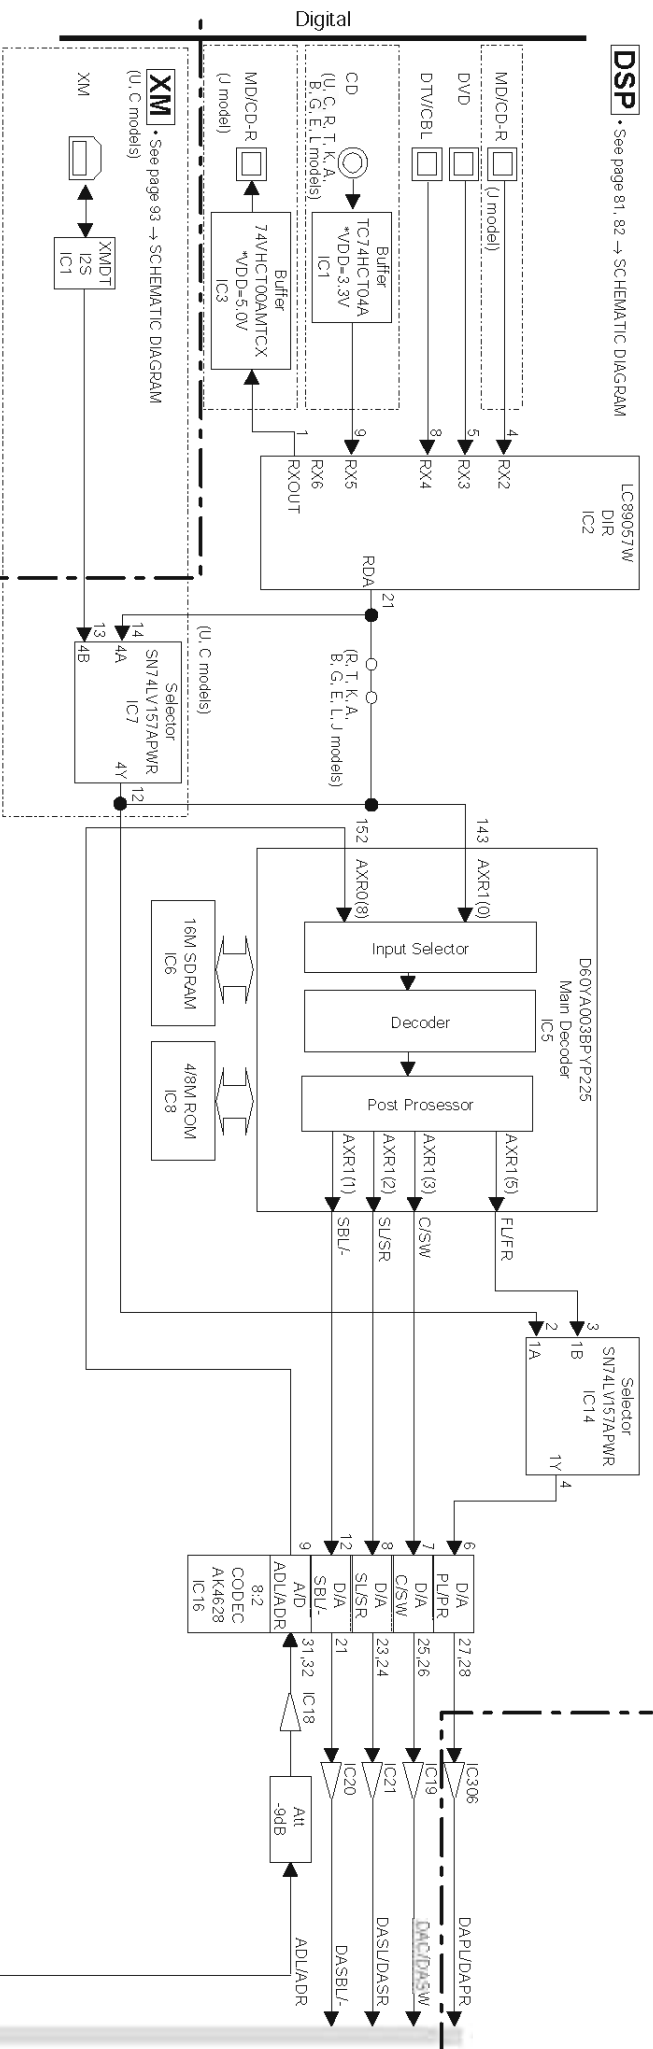 Digital
DSP
• See page 81, 82 → SCHEMATIC DIAGRAM
XM
• See page 93 → SCHEMATIC DIAGRAM
(U, C models)
XM
MD/CD-R
(J model)
CD
(U, C, R, T, K, A,
B, G, E, L models)
DTV/CBL
DVD
MD/CD-R
(J model)
XMDT
I2S
IC1
Buffer
74VHCT00AMTCX
*VDD=5.0V
IC3
Buffer
TC74HCT04A
*VDD=3.3V
IC1
1
9
8
5
4
RXOUT
RX6
RX5
RX4
RX3
RX2
LC89057W
DIR
IC2
RDA
21
13
14
4B
4A
(U, C models)
Selector
SN74LV157APWR
IC7
4Y
12
(R, T, K, A,
B, G, E, L, J models)
152
143
AXR0(8)
AXR1(0)
D60YA003BPYP225
Main Decoder
IC5
Input Selector
Decoder
Post Prosessor
16M SDRAM
IC6
4/8M ROM
IC8
AXR1(1)
AXR1(2)
AXR1(3)
AXR1(5)
SBL/-
SL/SR
C/SW
FL/FR
2
3
1A
1B
Selector
SN74LV157APWR
IC14
1Y
4
9
12
8
7
6
8:2
CODEC
AK4628
IC16
A/D
ADL/ADR
D/A
SBL/-
D/A
SL/SR
D/A
C/SW
D/A
PL/PR
31,32
21
23,24
25,26
27,28
IC18
IC20
IC21
IC19
IC306
Att
-9dB
ADL/ADR
DASBL/-
DASL/DASR
DAC/DASW
DAPL/DAPR